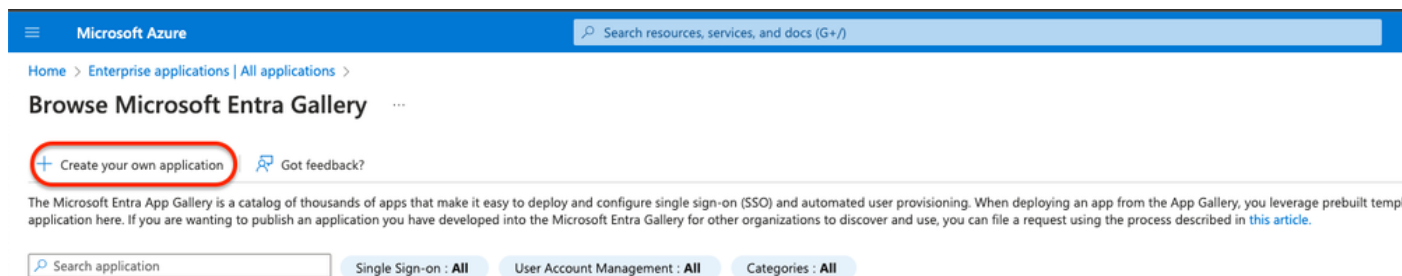 Microsoft Azure
Search resources, services, and docs (G+/)
Home > Enterprise applications | All applications >
Browse Microsoft Entra Gallery ...
+ Create your own application
Got feedback?
The Microsoft Entra App Gallery is a catalog of thousands of apps that make it easy to deploy and configure single sign-on (SSO) and automated user provisioning. When deploying an app from the App Gallery, you leverage prebuilt templ
application here. If you are wanting to publish an application you have developed into the Microsoft Entra Gallery for other organizations to discover and use, you can file a request using the process described in this article.
Search application
Single Sign-on : All
User Account Management : All
Categories : All